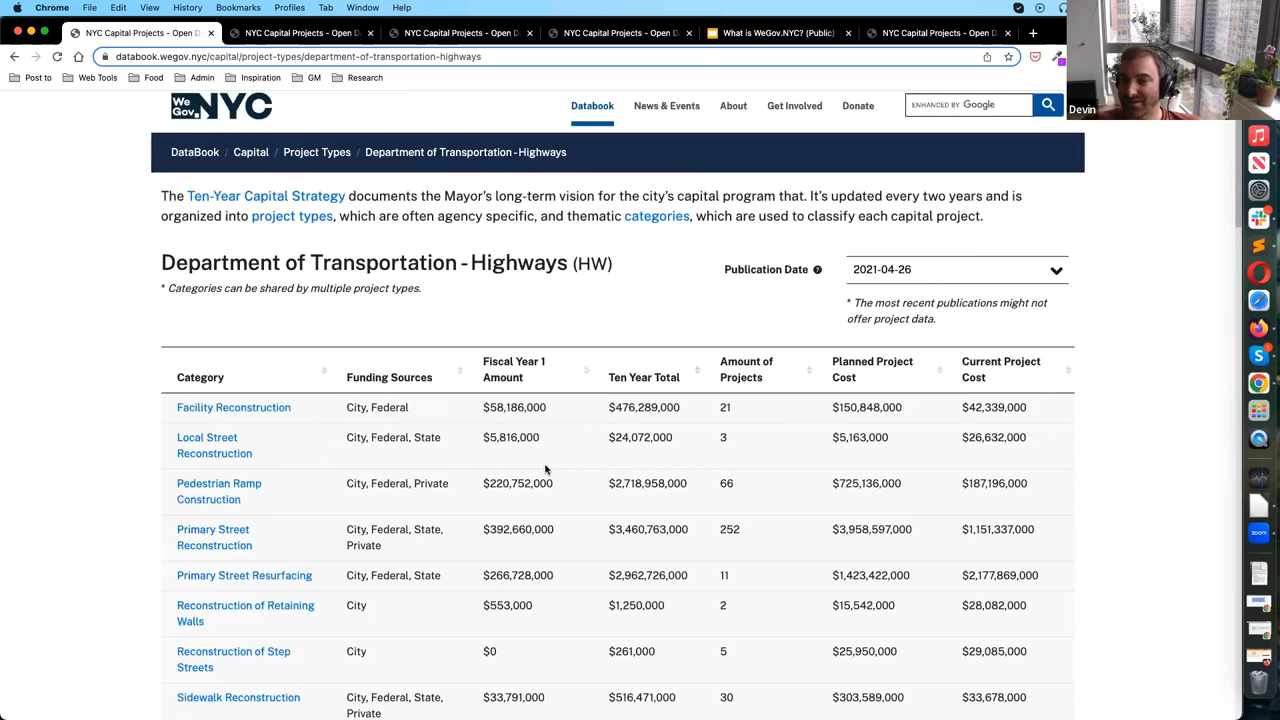 Chrome File Edit View History Bookmarks Profiles Tab Window Help
NYC Capital Projects - Open D
NYC Capital Projects - Open D
NYC Capital Projects - Open D
NYC Capital Projects - Open D
What is WeGov.NYC? (Public)
NYC Capital Projects - Open D
databook.wegov.nyc/capital/project-types/department-of-transportation-highways
Post to Web Tools Food Admin Inspiration GM Research
Devin
We Gov. NYC
Databook News & Events About Get Involved Donate ENHANCED BY Google
DataBook / Capital / Project Types / Department of Transportation - Highways
The Ten-Year Capital Strategy documents the Mayor's long-term vision for the city's capital program that. It's updated every two years and is
organized into project types, which are often agency specific, and thematic categories, which are used to classify each capital project.
Department of Transportation - Highways (HW)
* Categories can be shared by multiple project types.
Publication Date ? 2021-04-26
* The most recent publications might not
offer project data.
Category Funding Sources Fiscal Year 1 Amount Ten Year Total Amount of Projects Planned Project Cost Current Project Cost
Facility Reconstruction City, Federal $58,186,000 $476,289,000 21 $150,848,000 $42,339,000
Local Street Reconstruction City, Federal, State $5,816,000 $24,072,000 3 $5,163,000 $26,632,000
Pedestrian Ramp Construction City, Federal, Private $220,752,000 $2,718,958,000 66 $725,136,000 $187,196,000
Primary Street Reconstruction City, Federal, State, Private $392,660,000 $3,460,763,000 252 $3,958,597,000 $1,151,337,000
Primary Street Resurfacing City, Federal, State $266,728,000 $2,962,726,000 11 $1,423,422,000 $2,177,869,000
Reconstruction of Retaining Walls City $553,000 $1,250,000 2 $15,542,000 $28,082,000
Reconstruction of Step Streets City $0 $261,000 5 $25,950,000 $29,085,000
Sidewalk Reconstruction City, Federal, State, Private $33,791,000 $516,471,000 30 $303,589,000 $33,678,000
zoom